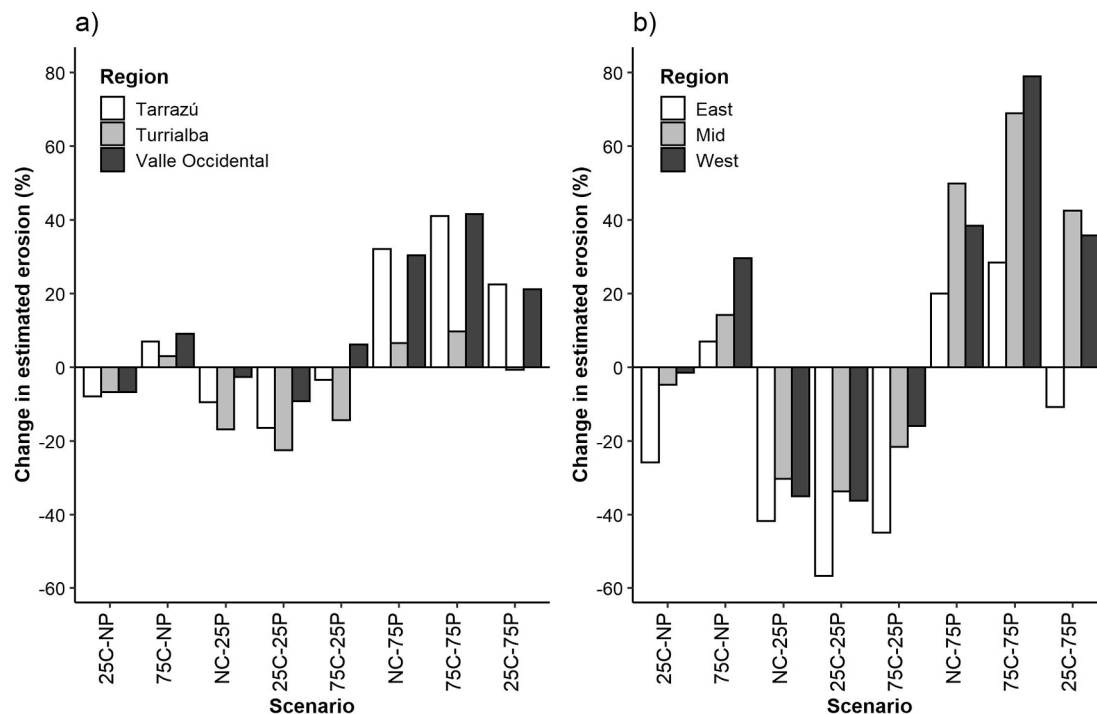 a)
Change in estimated erosion (%)
80
60
40
20
0
-20
-40
-60
Region
Tarrazú
Turrialba
Valle Occidental
25C-NP
75C-NP
NC-25P
25C-25P
75C-25P
NC-75P
75C-75P
25C-75P
Scenario
b)
Change in estimated erosion (%)
80
60
40
20
0
-20
-40
-60
Region
East
Mid
West
25C-NP
75C-NP
NC-25P
25C-25P
75C-25P
NC-75P
75C-75P
25C-75P
Scenario